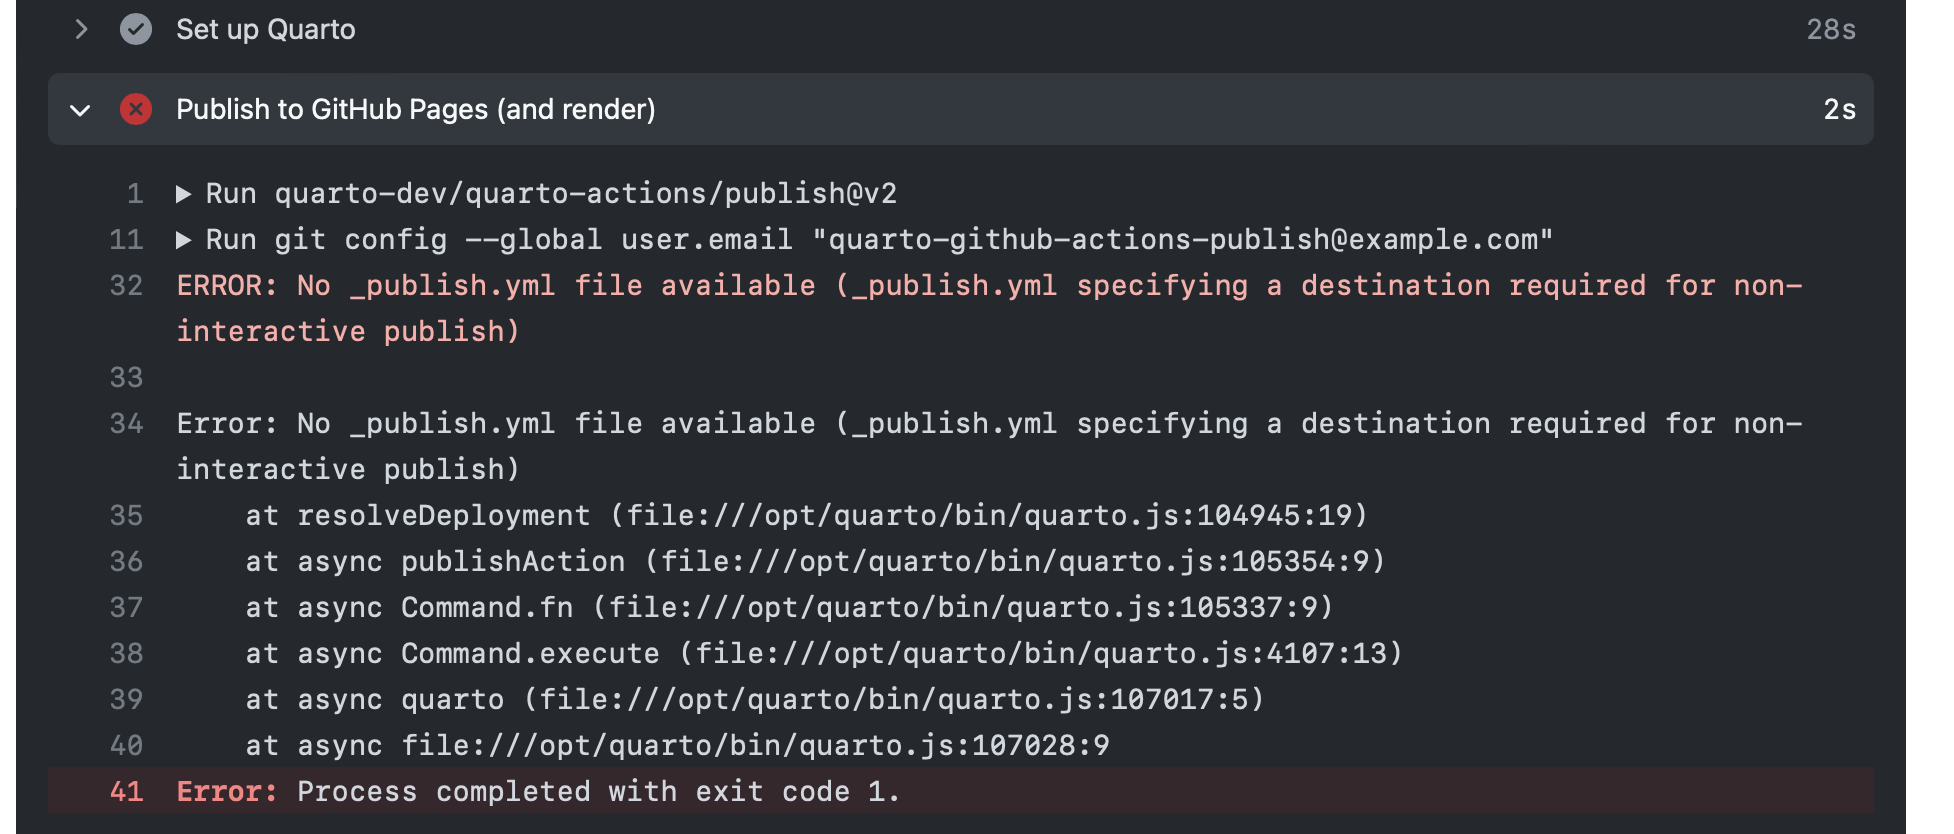 Set up Quarto 28s
Publish to GitHub Pages (and render) 2s
1 ▶ Run quarto-dev/quarto-actions/publish@v2
11 ▶ Run git config --global user.email "quarto-github-actions-publish@example.com"
32 ERROR: No _publish.yml file available (_publish.yml specifying a destination required for non-
interactive publish)
33
34 Error: No _publish.yml file available (_publish.yml specifying a destination required for non-
interactive publish)
35 at resolveDeployment (file:///opt/quarto/bin/quarto.js:104945:19)
36 at async publishAction (file:///opt/quarto/bin/quarto.js:105354:9)
37 at async Command.fn (file:///opt/quarto/bin/quarto.js:105337:9)
38 at async Command.execute (file:///opt/quarto/bin/quarto.js:4107:13)
39 at async quarto (file:///opt/quarto/bin/quarto.js:107017:5)
40 at async file:///opt/quarto/bin/quarto.js:107028:9
41 Error: Process completed with exit code 1.